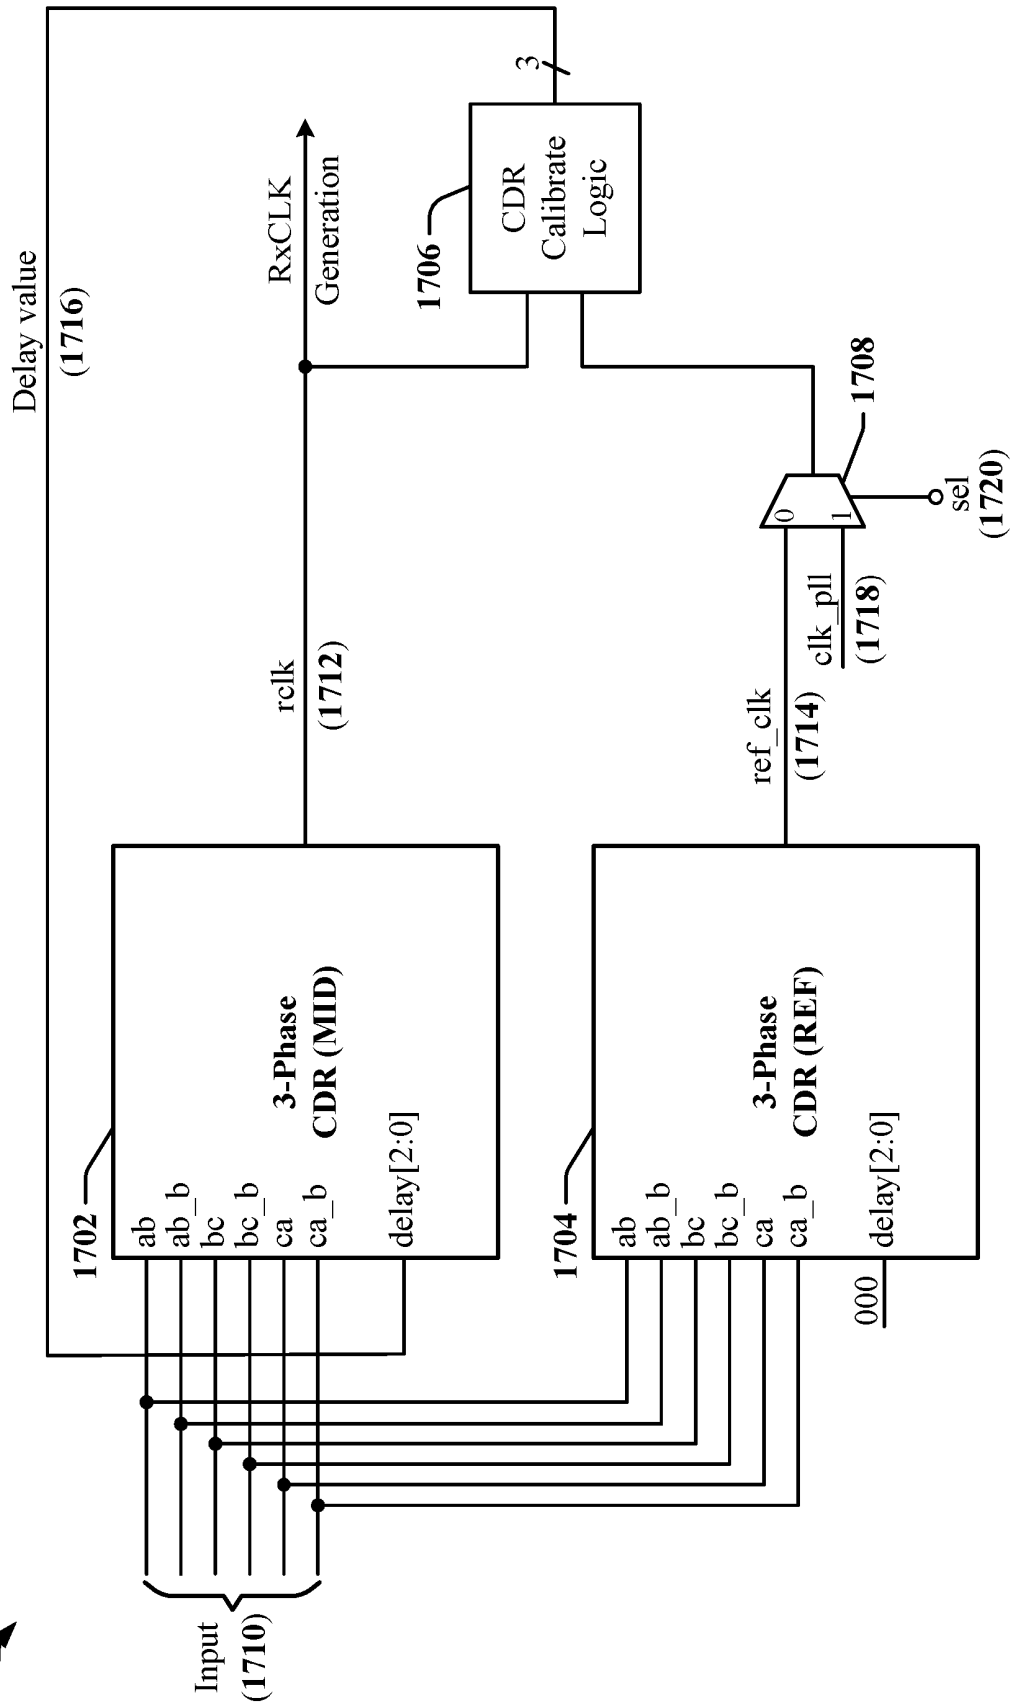 Delay value
(1716)
3
RxCLK
Generation
1706
CDR
Calibrate
Logic
rclk
(1712)
1708
0
1
sel
(1720)
clk_pll
(1718)
ref_clk
(1714)
1702
ab
ab_b
bc
bc_b
ca
ca_b
delay[2:0]
3-Phase
CDR (MID)
1704
ab
ab_b
bc
bc_b
ca
ca_b
delay[2:0]
3-Phase
CDR (REF)
000
Input
(1710)